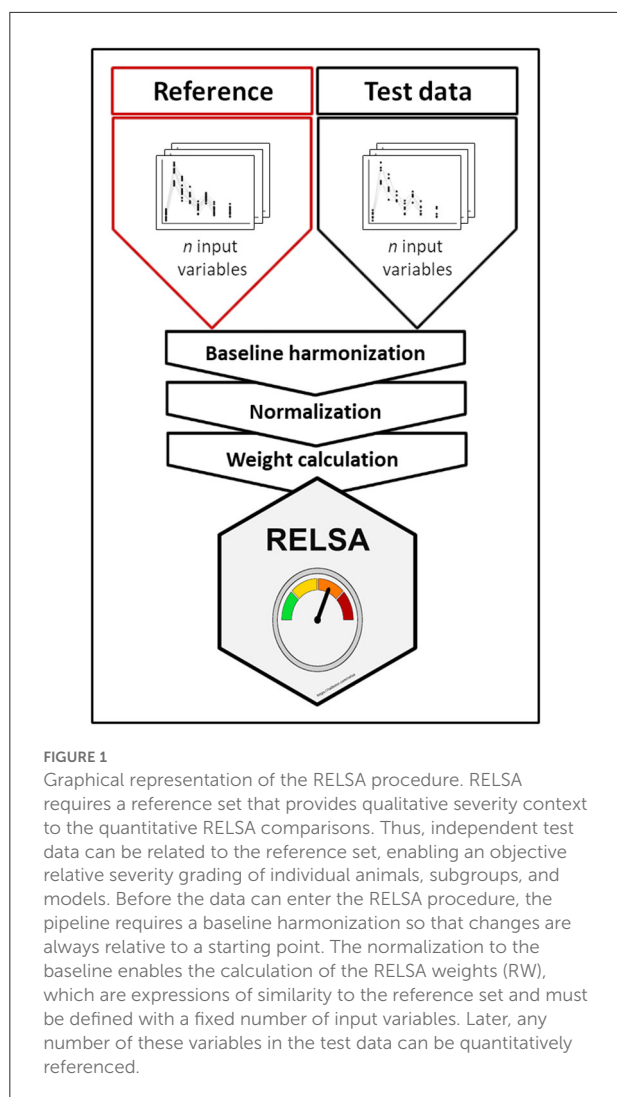 Reference
Test data
n input
variables
n input
variables
Baseline harmonization
Normalization
Weight calculation
RELSA
FIGURE 1
Graphical representation of the RELSA procedure. RELSA
requires a reference set that provides qualitative severity context
to the quantitative RELSA comparisons. Thus, independent test
data can be related to the reference set, enabling an objective
relative severity grading of individual animals, subgroups, and
models. Before the data can enter the RELSA procedure, the
pipeline requires a baseline harmonization so that changes are
always relative to a starting point. The normalization to the
baseline enables the calculation of the RELSA weights (RW),
which are expressions of similarity to the reference set and must
be defined with a fixed number of input variables. Later, any
number of these variables in the test data can be quantitatively
referenced.